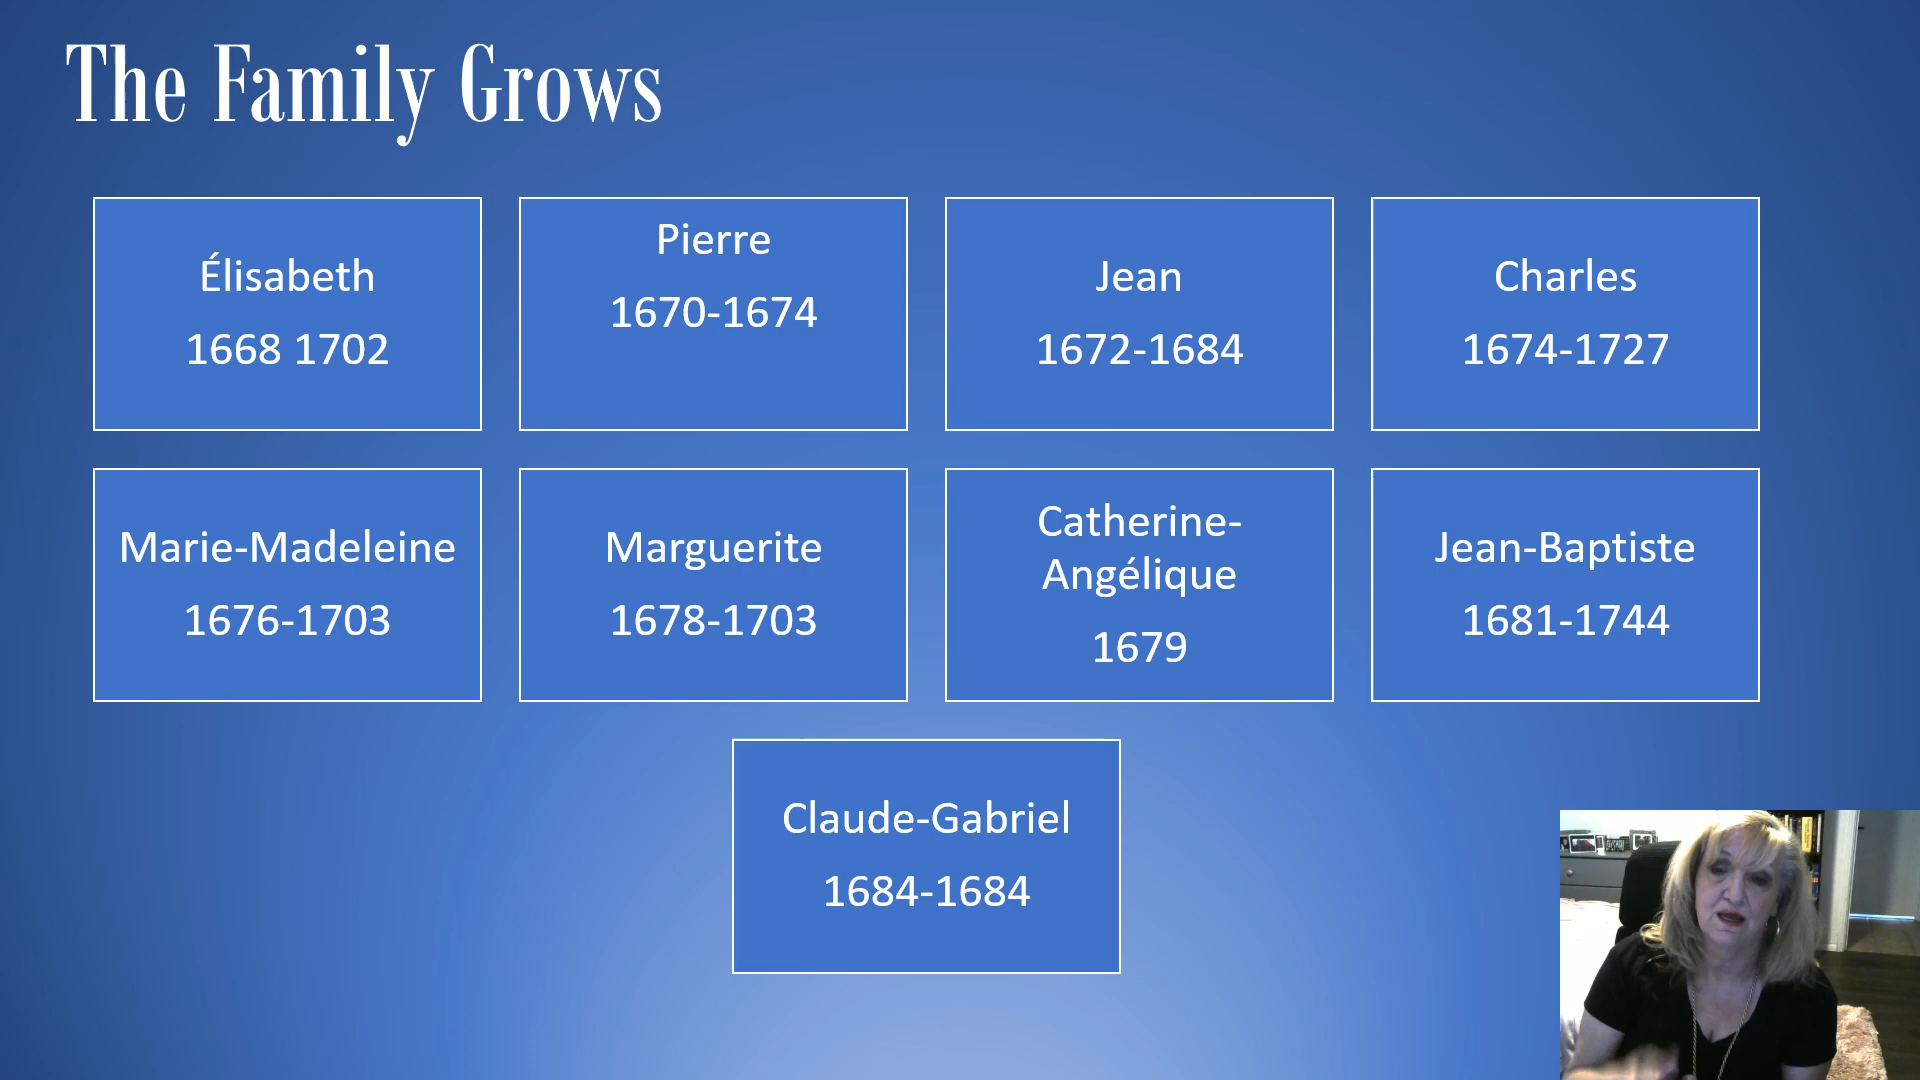 The Family Grows
Élisabeth
1668 1702
Pierre
1670-1674
Jean
1672-1684
Charles
1674-1727
Marie-Madeleine
1676-1703
Marguerite
1678-1703
Catherine-
Angélique
1679
Jean-Baptiste
1681-1744
Claude-Gabriel
1684-1684